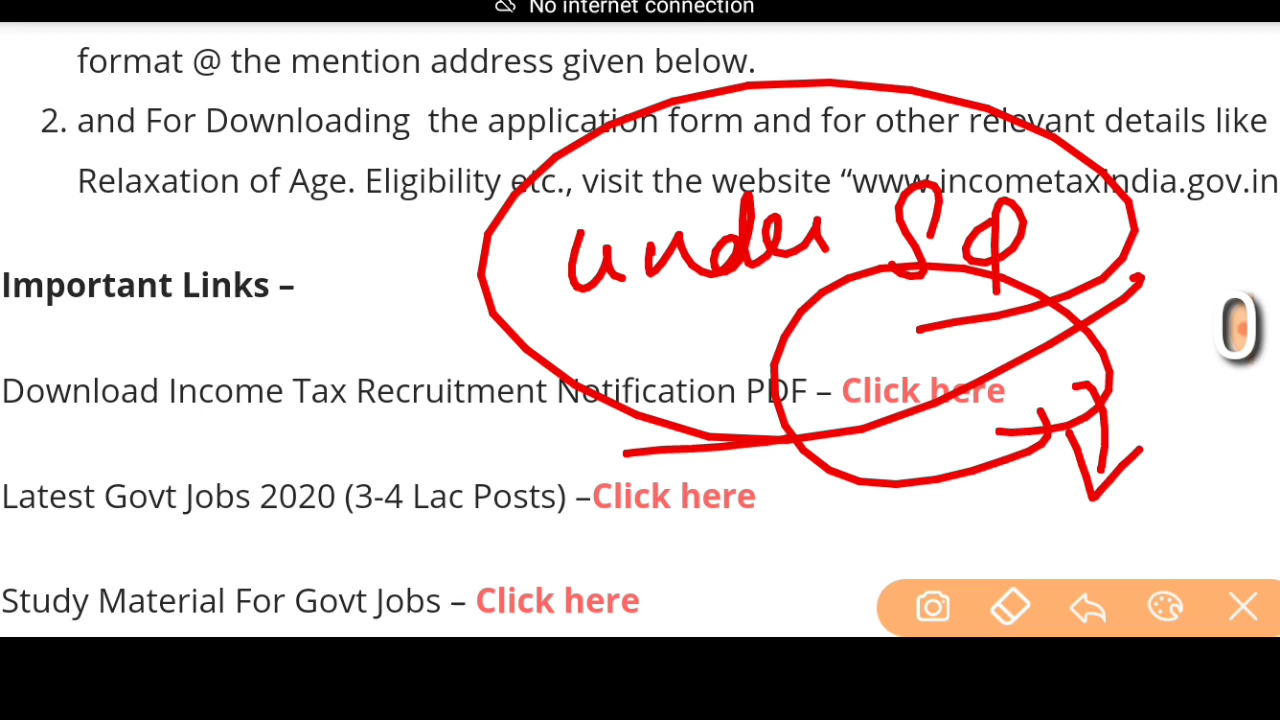 No internet connection
format @ the mention address given below.
2. and For Downloading the application form and for other relevant details like
Relaxation of Age. Eligibility etc., visit the website “www.incometaxindia.gov.in
under SQ
Important Links –
Download Income Tax Recruitment Notification PDF – Click here
Latest Govt Jobs 2020 (3-4 Lac Posts) –Click here
Study Material For Govt Jobs – Click here